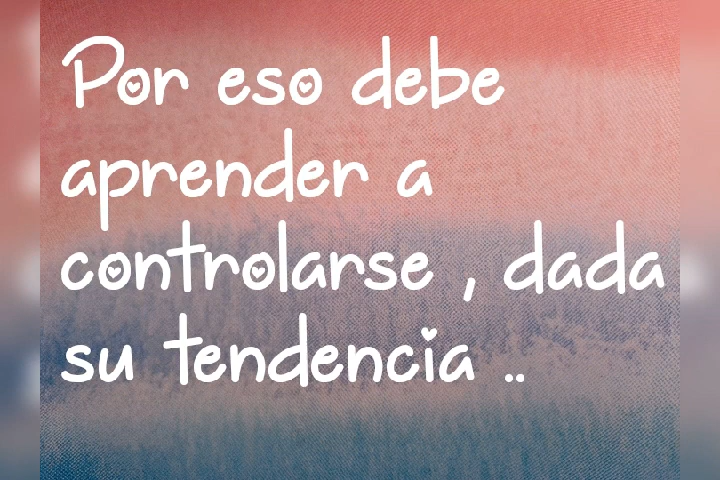 Por eso debe
aprender a
controlarse , dada
su tendencia ..